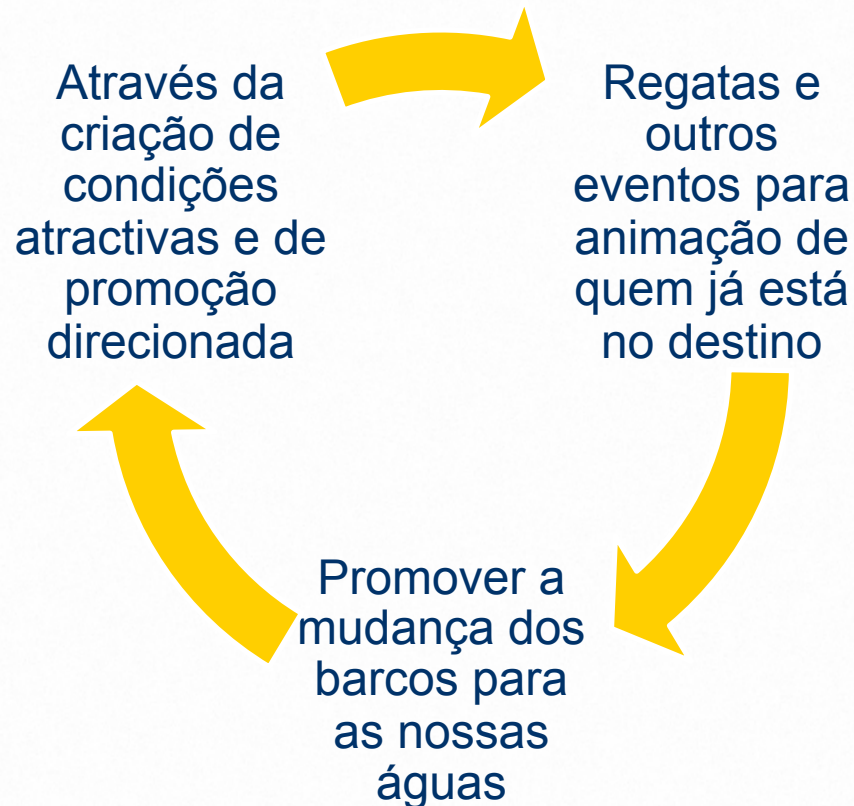 Através da
criação de
condições
atractivas e de
promoção
direcionada
Regatas e
outros
eventos para
animação de
quem já está
no destino
Promover a
mudança dos
barcos para
as nossas
águas